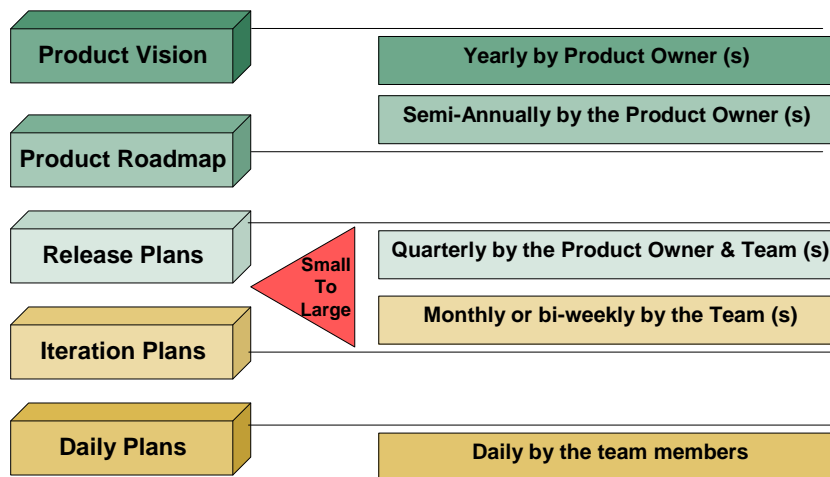 Product Vision
Yearly by Product Owner (s)
Semi-Annually by the Product Owner (s)
Product Roadmap
Release Plans
Quarterly by the Product Owner & Team (s)
Small
To
Large
Monthly or bi-weekly by the Team (s)
Iteration Plans
Daily Plans
Daily by the team members